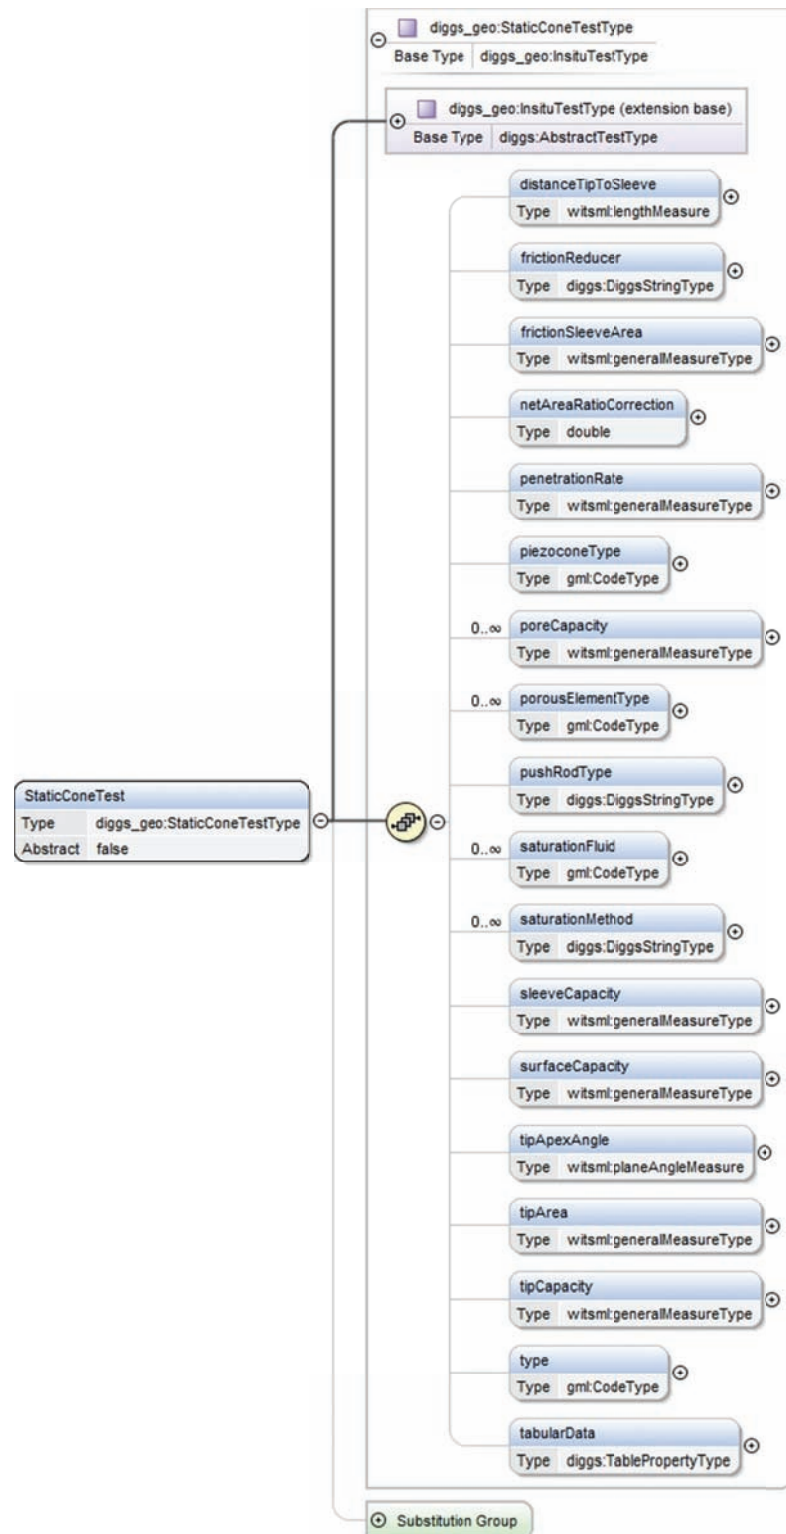 diggs_geo:StaticConeTestType
Base Type diggs_geo:InsituTestType
diggs_geo:InsituTestType (extension base)
Base Type diggs:AbstractTestType
distanceTipToSleeve
Type witsml:lengthMeasure
frictionReducer
Type diggs:DiggsStringType
frictionSleeveArea
Type witsml:generalMeasureType
netAreaRatioCorrection
Type double
penetrationRate
Type witsml:generalMeasureType
piezoconeType
Type gml:CodeType
0..∞ poreCapacity
Type witsml:generalMeasureType
0..∞ porousElementType
Type gml:CodeType
pushRodType
Type diggs:DiggsStringType
StaticConeTest
Type diggs_geo:StaticConeTestType
Abstract false
0..∞ saturationFluid
Type gml:CodeType
0..∞ saturationMethod
Type diggs:DiggsStringType
sleeveCapacity
Type witsml:generalMeasureType
surfaceCapacity
Type witsml:generalMeasureType
tipApexAngle
Type witsml:planeAngleMeasure
tipArea
Type witsml:generalMeasureType
tipCapacity
Type witsml:generalMeasureType
type
Type gml:CodeType
tabularData
Type diggs:TablePropertyType
Substitution Group